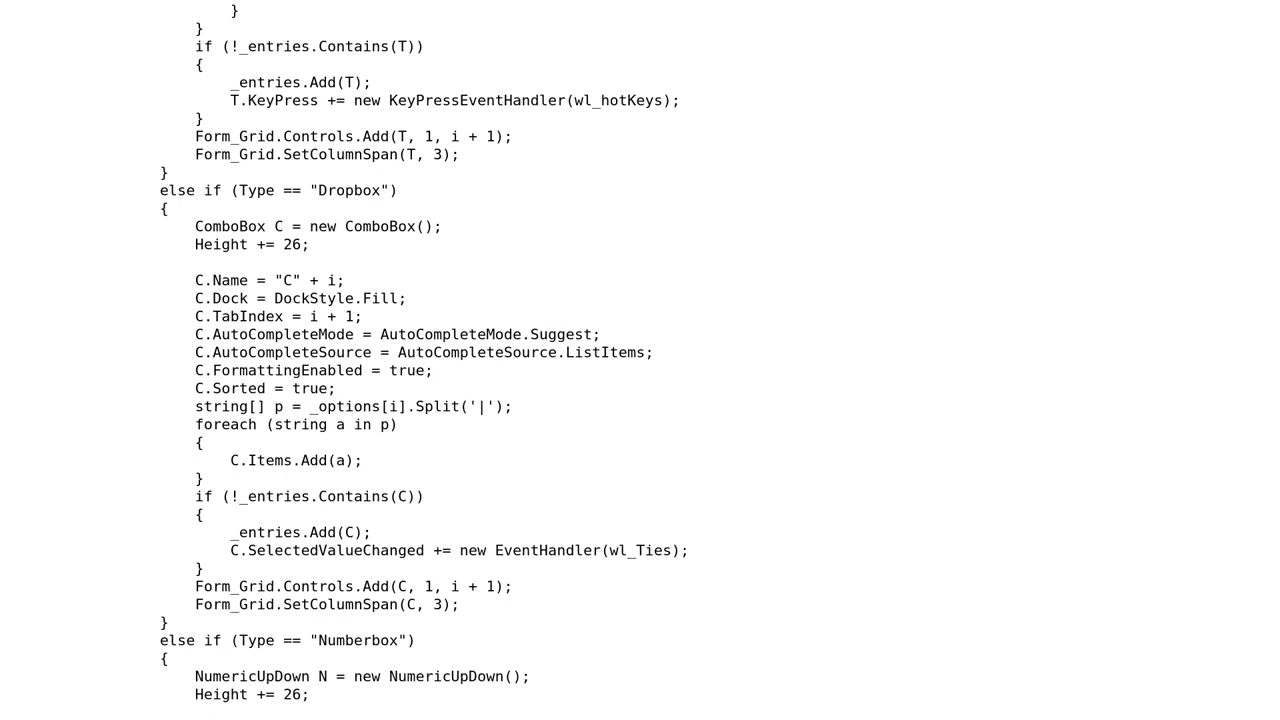 }
}
if (!_entries.Contains(T))
{
_entries.Add(T);
T.KeyPress += new KeyPressEventHandler(wl_hotKeys);
}
Form_Grid.Controls.Add(T, 1, i + 1);
Form_Grid.SetColumnSpan(T, 3);
}
else if (Type == "Dropbox")
{
ComboBox C = new ComboBox();
Height += 26;

C.Name = "C" + i;
C.Dock = DockStyle.Fill;
C.TabIndex = i + 1;
C.AutoCompleteMode = AutoCompleteMode.Suggest;
C.AutoCompleteSource = AutoCompleteSource.ListItems;
C.FormattingEnabled = true;
C.Sorted = true;
string[] p = _options[i].Split('|');
foreach (string a in p)
{
C.Items.Add(a);
}
if (!_entries.Contains(C))
{
_entries.Add(C);
C.SelectedValueChanged += new EventHandler(wl_Ties);
}
Form_Grid.Controls.Add(C, 1, i + 1);
Form_Grid.SetColumnSpan(C, 3);
}
else if (Type == "Numberbox")
{
NumericUpDown N = new NumericUpDown();
Height += 26;